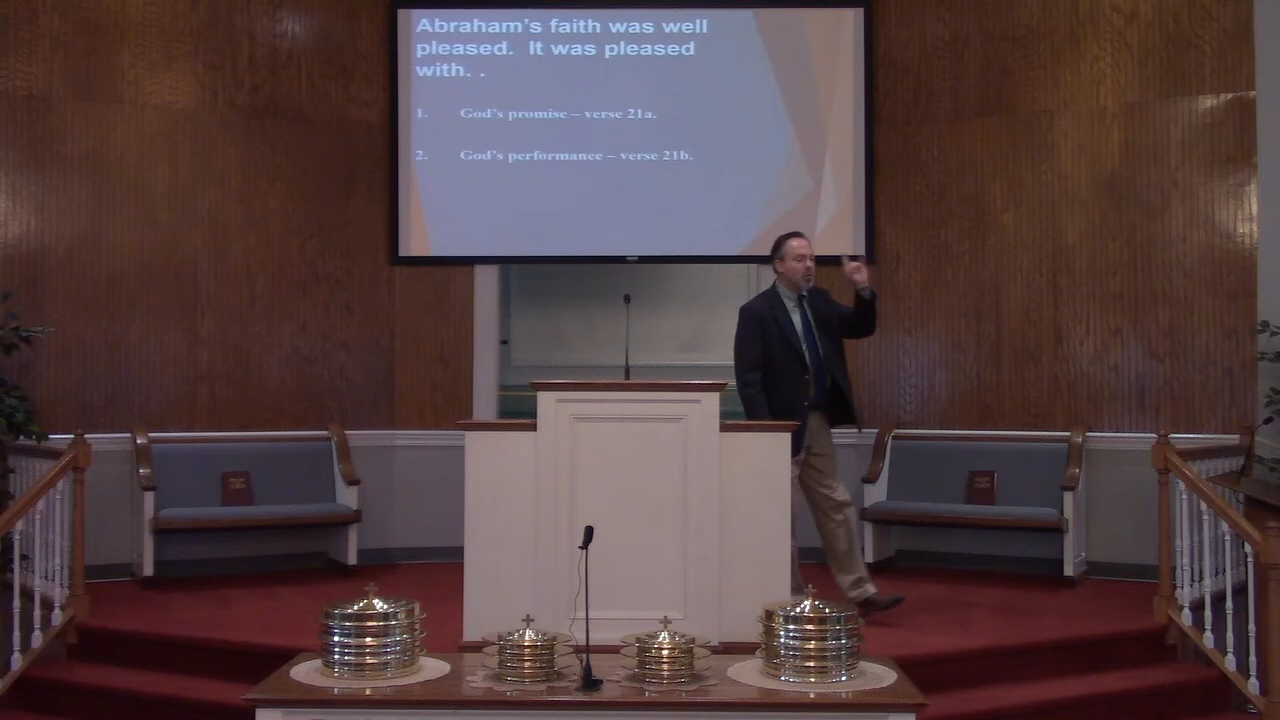 Abraham's faith was well
pleased.  It was pleased
with. .
1. God's promise – verse 21a.
2. God's performance – verse 21b.